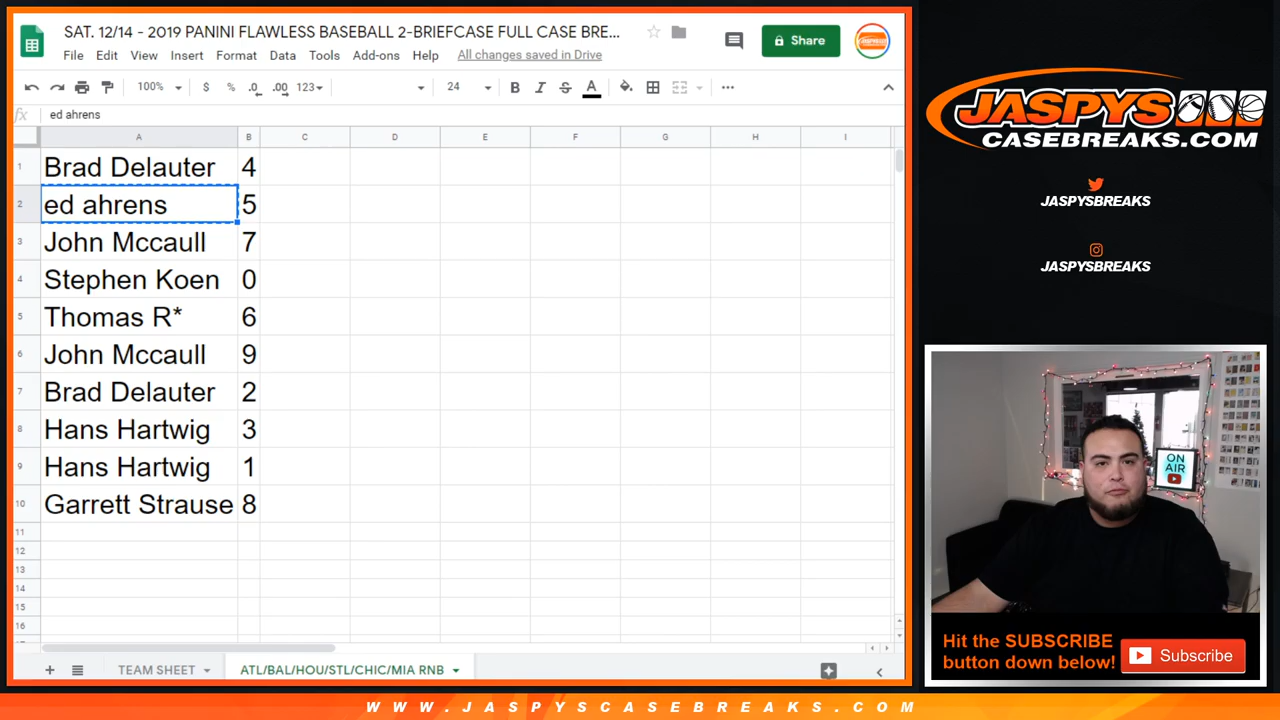 SAT. 12/14 - 2019 PANINI FLAWLESS BASEBALL 2-BRIEFCASE FULL CASE BRE...
Share
File Edit View Insert Format Data Tools Add-ons Help All changes saved in Drive
100% $ % .0 .00 123 24 B I S A
fx ed ahrens
A B C D E F G H I
1 Brad Delauter 4
2 ed ahrens 5
3 John Mccaull 7
4 Stephen Koen 0
5 Thomas R* 6
6 John Mccaull 9
7 Brad Delauter 2
8 Hans Hartwig 3
9 Hans Hartwig 1
10 Garrett Strause 8
11
12
13
14
15
16
TEAM SHEET ATL/BAL/HOU/STL/CHIC/MIA RNB
JASPYS
CASEBREAKS.COM
JASPYSBREAKS
JASPYSBREAKS
ON
AIR
Hit the SUBSCRIBE
button down below!
Subscribe
WWW.JASPYSCASEBREAKS.COM